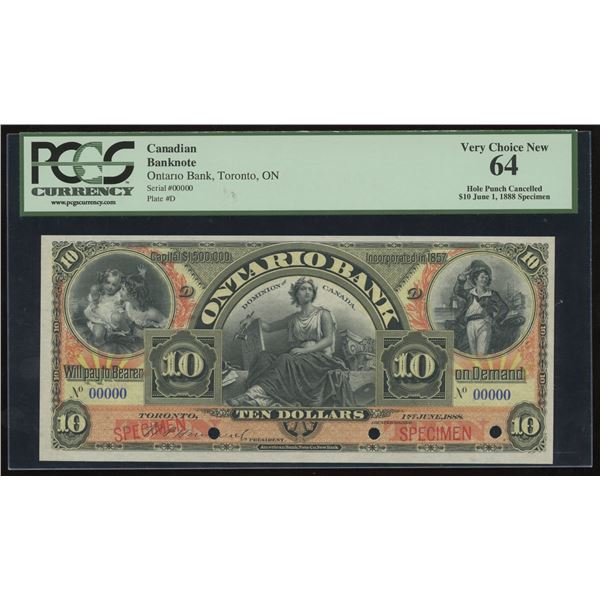 PCGS
CURRENCY
www.pcgscurrency.com
Canadian
Banknote
Ontario Bank, Toronto, ON
Serial #00000
Plate #D
Very Choice New
64
Hole Punch Cancelled
$10 June 1, 1888 Specimen
10
Capital $1,500,000
Incorporated in 1857
10
ONTARIO BANK
DOMINION OF CANADA
D
D
Will pay to Bearer
10
10
on Demand
No 00000
No 00000
TORONTO,
TEN DOLLARS
1ST JUNE, 1888.
10
SPECIMEN
PRESIDENT.
SPECIMEN
10
American Bank Note Co. New York